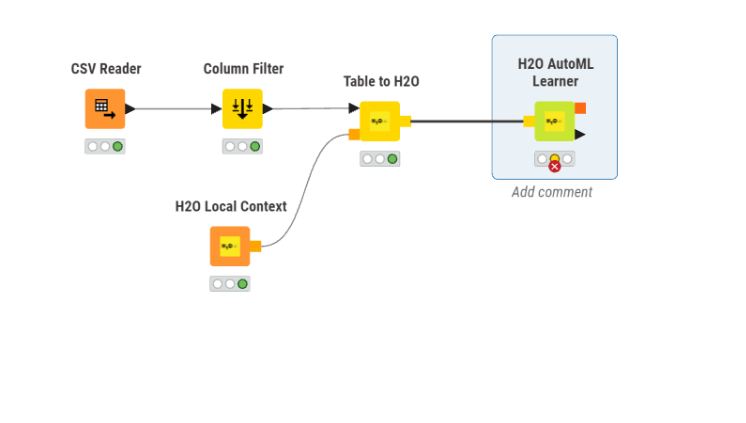 CSV Reader
Column Filter
Table to H2O
H2O AutoML
Learner
H2O Local Context
Add comment